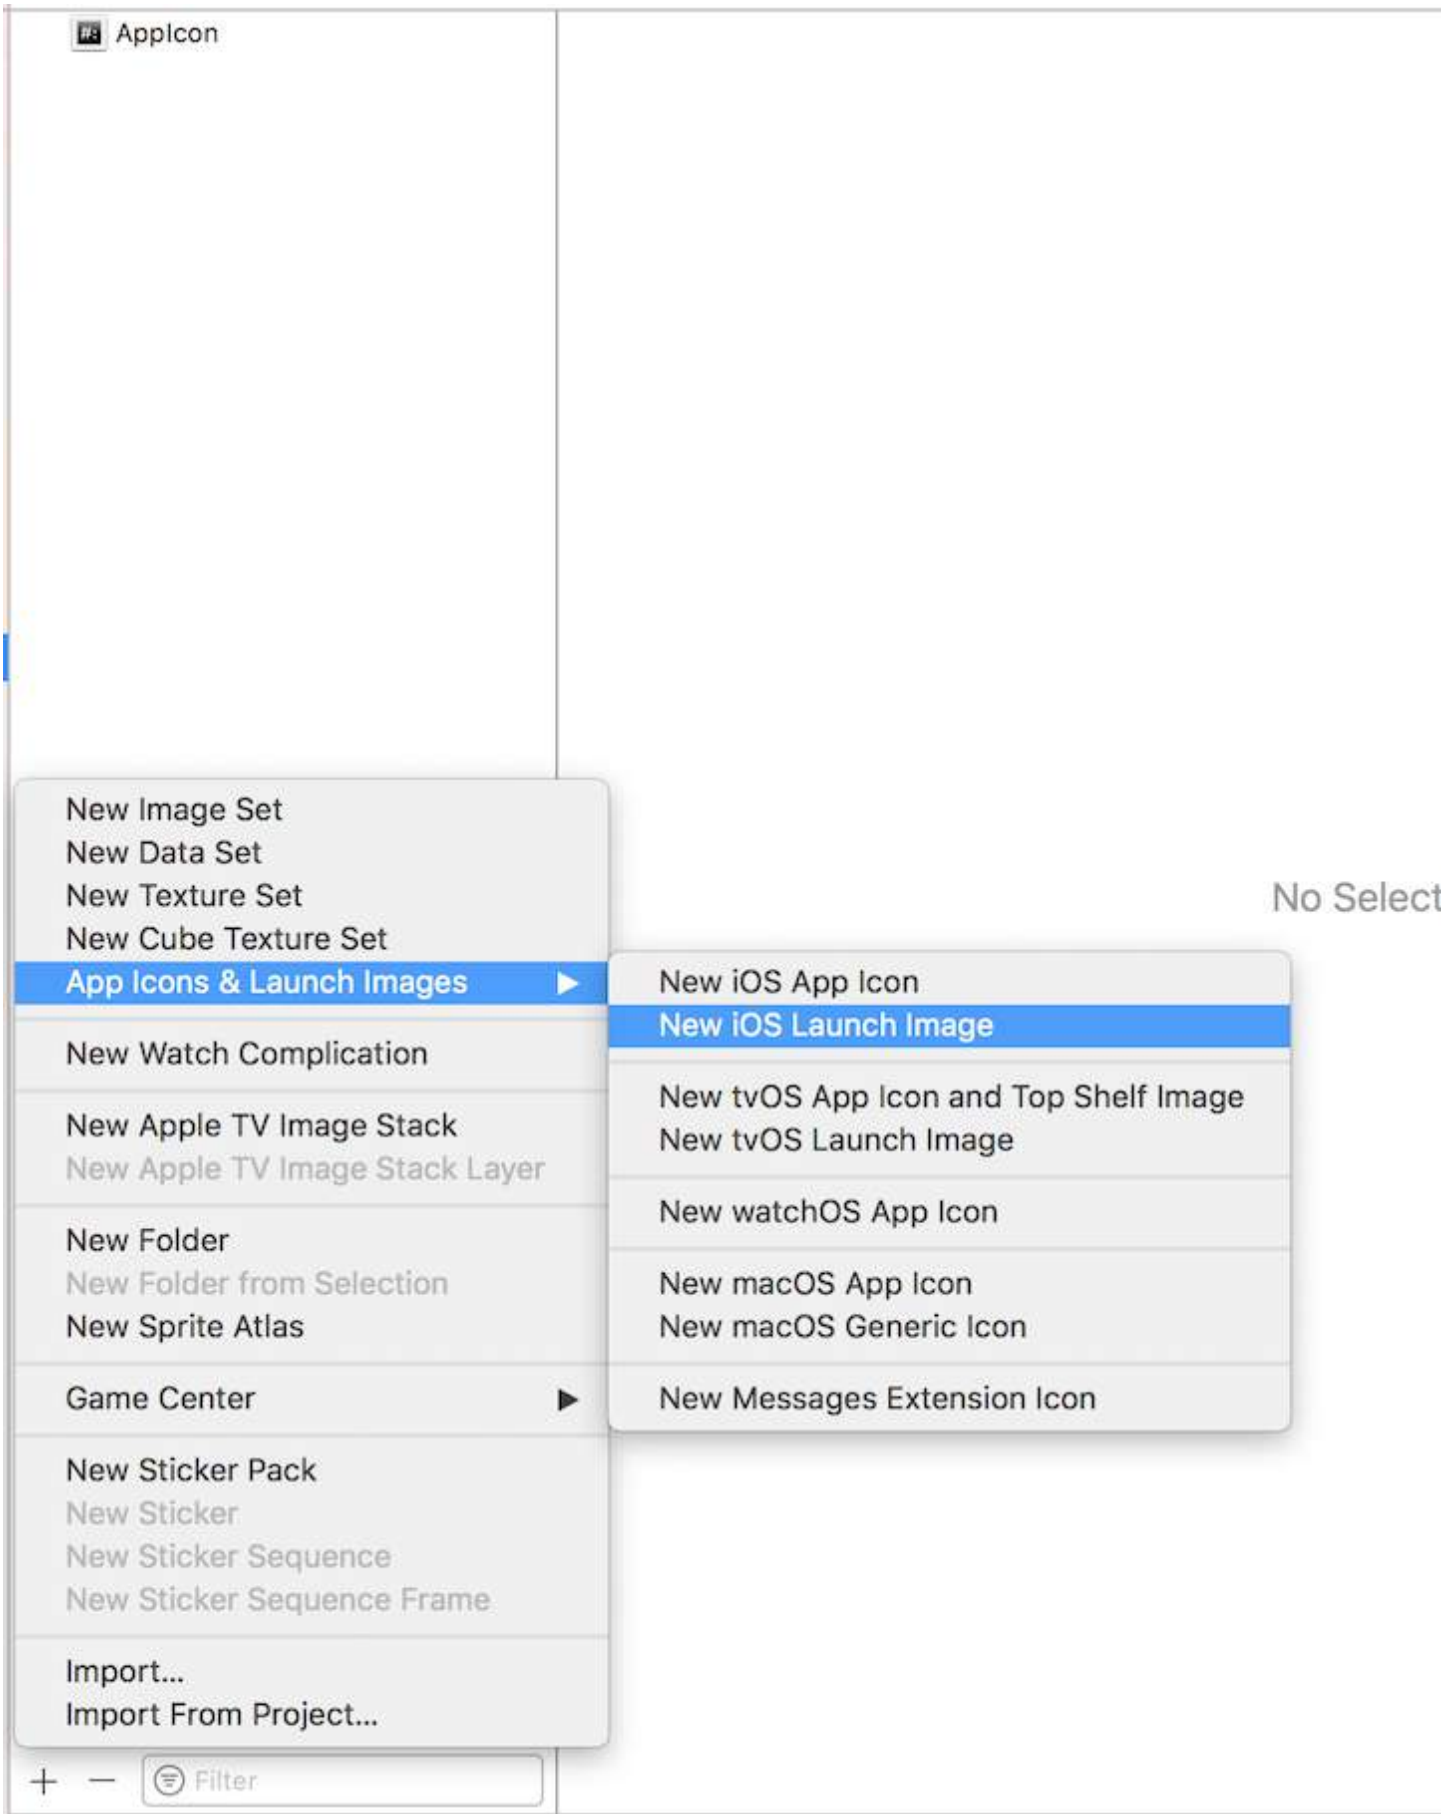 AppIcon
No Select
New Image Set
New Data Set
New Texture Set
New Cube Texture Set
App Icons & Launch Images
New Watch Complication
New Apple TV Image Stack
New Apple TV Image Stack Layer
New Folder
New Folder from Selection
New Sprite Atlas
Game Center
New Sticker Pack
New Sticker
New Sticker Sequence
New Sticker Sequence Frame
Import...
Import From Project...
New iOS App Icon
New iOS Launch Image
New tvOS App Icon and Top Shelf Image
New tvOS Launch Image
New watchOS App Icon
New macOS App Icon
New macOS Generic Icon
New Messages Extension Icon
Filter